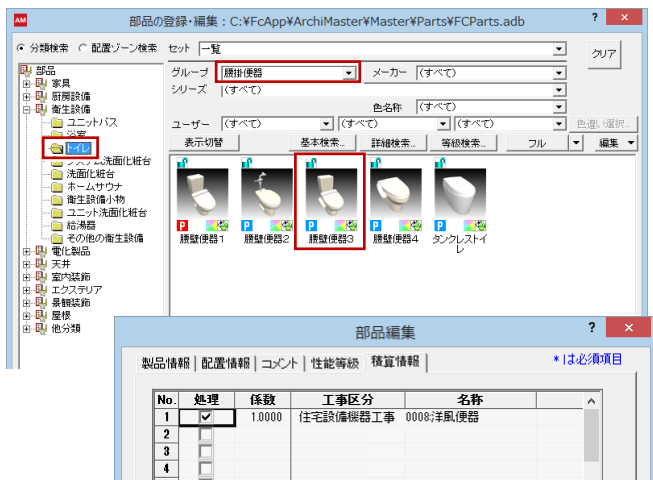 AM 部品の登録・編集：C:¥FcApp¥ArchiMaster¥Master¥Parts¥FCParts.adb ? ×
分類検索 配置ゾーン検索 セット 一覧 クリア
グループ 腰掛便器 メーカー (すべて)
シリーズ (すべて)
色名称 (すべて)
ユーザー (すべて) (すべて) (すべて) 色違い選択...
表示切替 基本検索... 詳細検索... 等級検索... フル 編集
部品
家具
厨房設備
衛生設備
ユニットバス
浴室
トイレ
システム洗面化粧台
洗面化粧台
ホームサウナ
衛生設備小物
ユニット洗面化粧台
給湯器
その他の衛生設備
電化製品
天井
室内装飾
エクステリア
景観装飾
屋根
他分類
P P P P P
腰壁便器1 腰壁便器2 腰壁便器3 腰壁便器4 タンクレストイ
レ
部品編集 ? ×
製品情報 配置情報 コメント 性能等級 積算情報 *は必須項目
No. 処理 係数 工事区分 名称
1 1.0000 住宅設備機器工事 0008:洋風便器
2
3
4